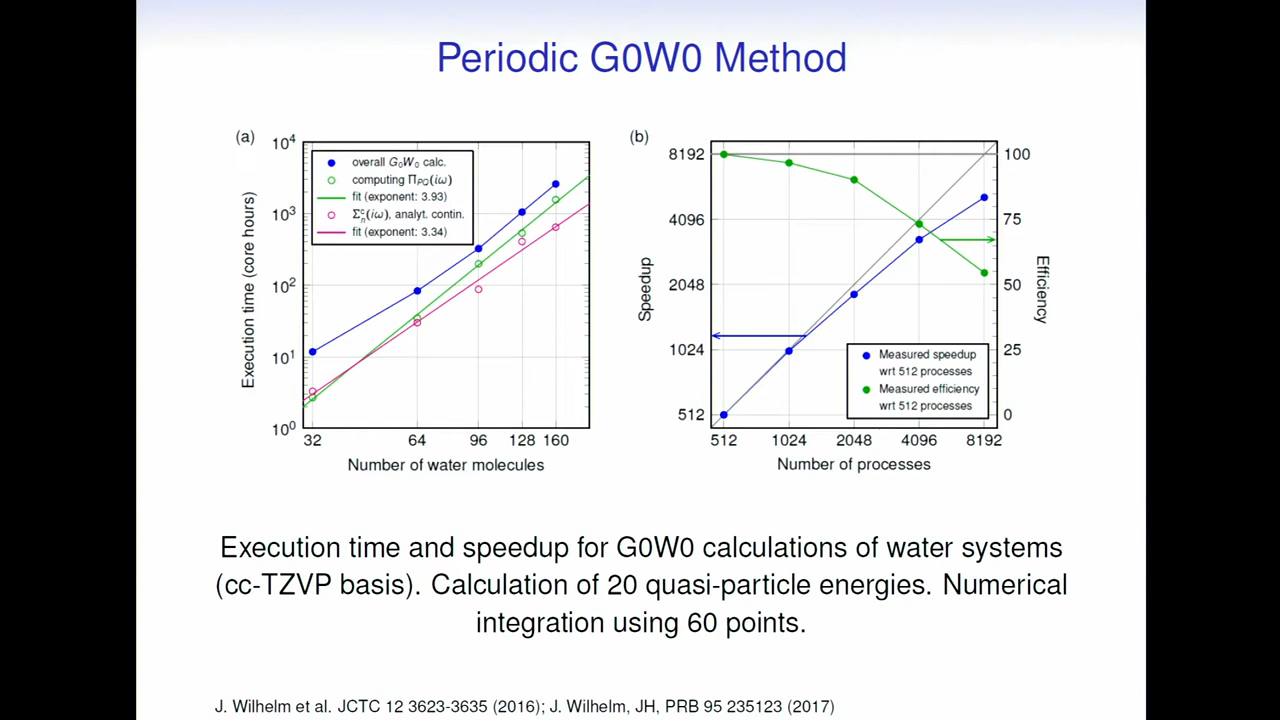 Periodic G0W0 Method
(a)
10⁴
10³
10²
10¹
10⁰
Execution time (core hours)
overall G₀W₀ calc.
computing Π_PQ(iω)
fit (exponent: 3.93)
Σₙᶜ(iω), analyt. contin.
fit (exponent: 3.34)
32 64 96 128 160
Number of water molecules
(b)
8192
4096
2048
1024
512
Speedup
100
75
50
25
0
Efficiency
Measured speedup
wrt 512 processes
Measured efficiency
wrt 512 processes
512 1024 2048 4096 8192
Number of processes
Execution time and speedup for G0W0 calculations of water systems
(cc-TZVP basis). Calculation of 20 quasi-particle energies. Numerical
integration using 60 points.
J. Wilhelm et al. JCTC 12 3623-3635 (2016); J. Wilhelm, JH, PRB 95 235123 (2017)